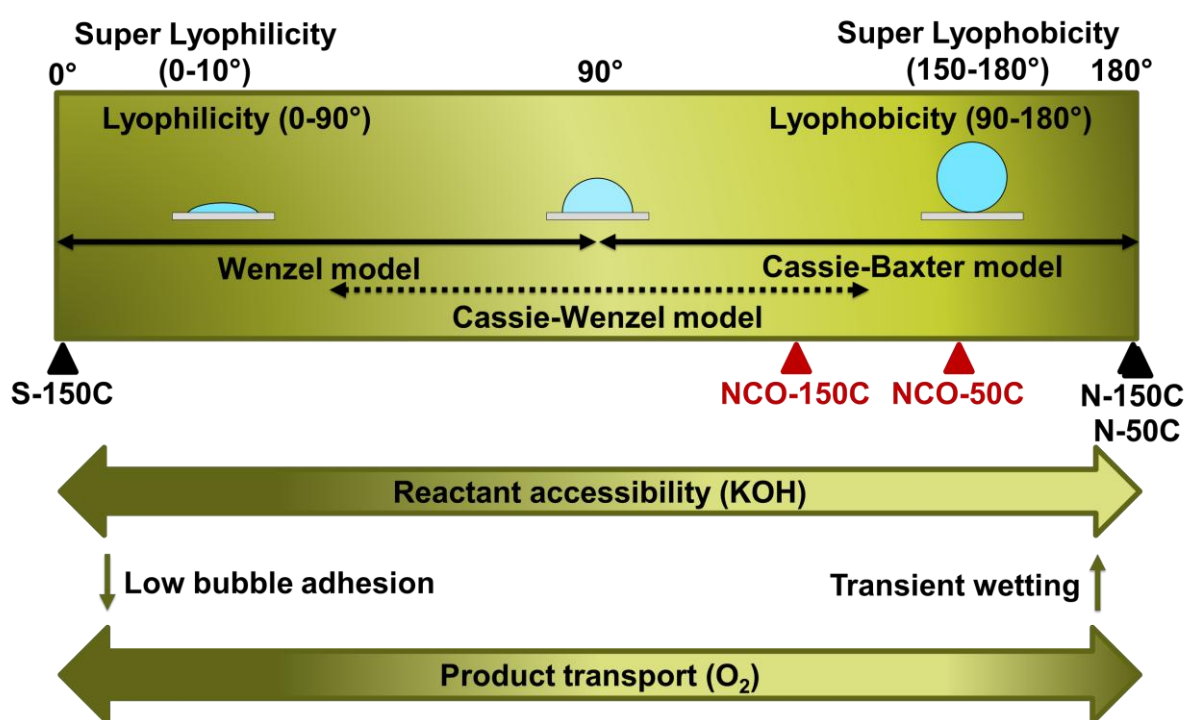 Super Lyophilicity
(0-10°)
Super Lyophobicity
(150-180°)
0°
90°
180°
Lyophilicity (0-90°)
Lyophobicity (90-180°)
Wenzel model
Cassie-Baxter model
Cassie-Wenzel model
S-150C
NCO-150C
NCO-50C
N-150C
N-50C
Reactant accessibility (KOH)
Low bubble adhesion
Transient wetting
Product transport (O₂)